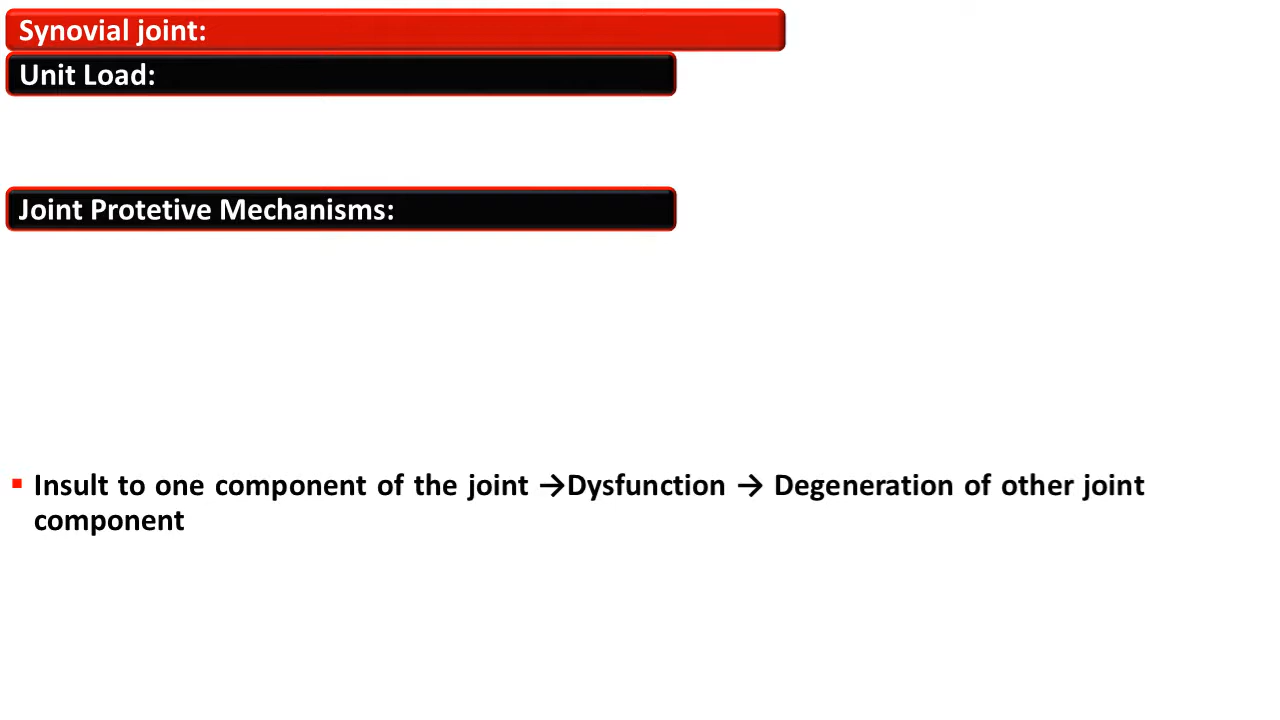 Synovial joint:
Unit Load:
Joint Protetive Mechanisms:
▪ Insult to one component of the joint →Dysfunction → Degeneration of other joint
component